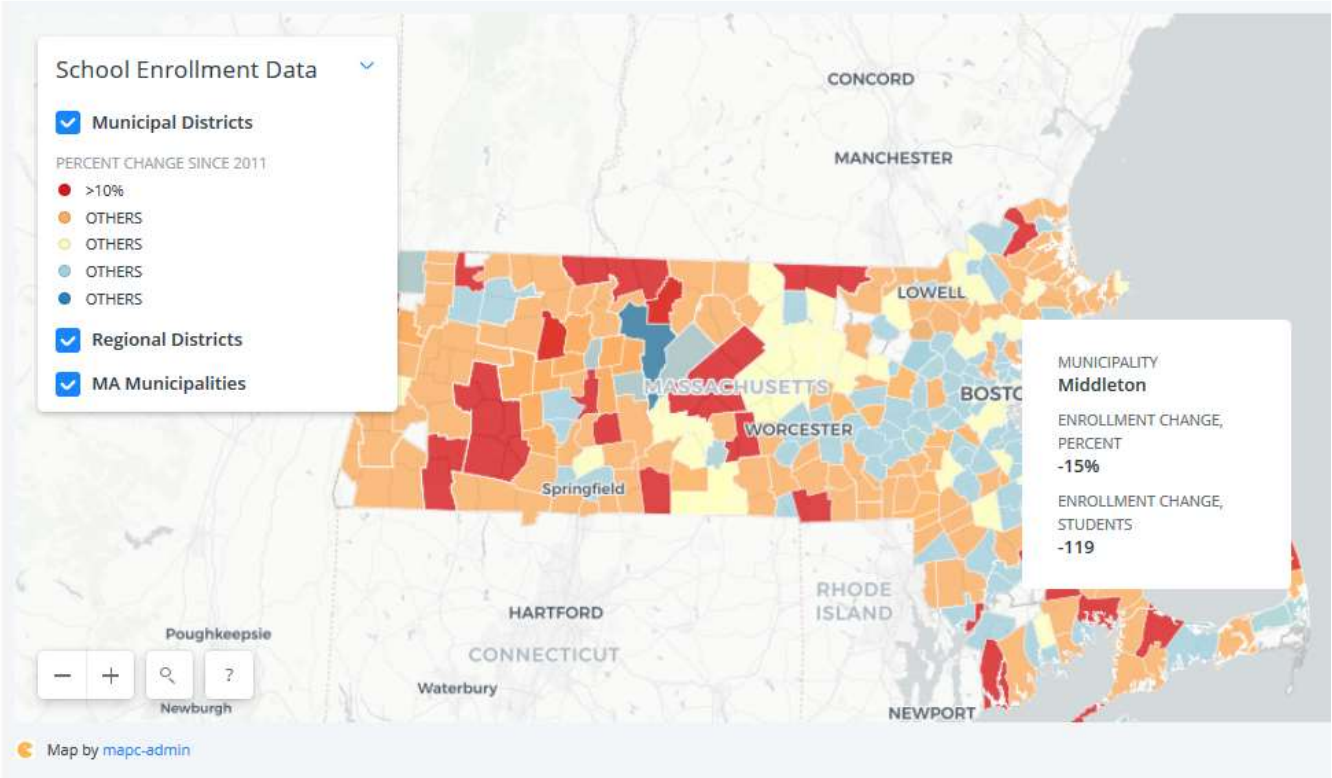 School Enrollment Data
Municipal Districts
PERCENT CHANGE SINCE 2011
>10%
OTHERS
OTHERS
OTHERS
OTHERS
Regional Districts
MA Municipalities
CONCORD
MANCHESTER
LOWELL
MASSACHUSETTS
BOSTO
WORCESTER
Springfield
MUNICIPALITY
Middleton
ENROLLMENT CHANGE,
PERCENT
-15%
ENROLLMENT CHANGE,
STUDENTS
-119
RHODE
ISLAND
HARTFORD
Poughkeepsie
CONNECTICUT
Waterbury
NEWPORT
− + ?
Newburgh
Map by mapc-admin